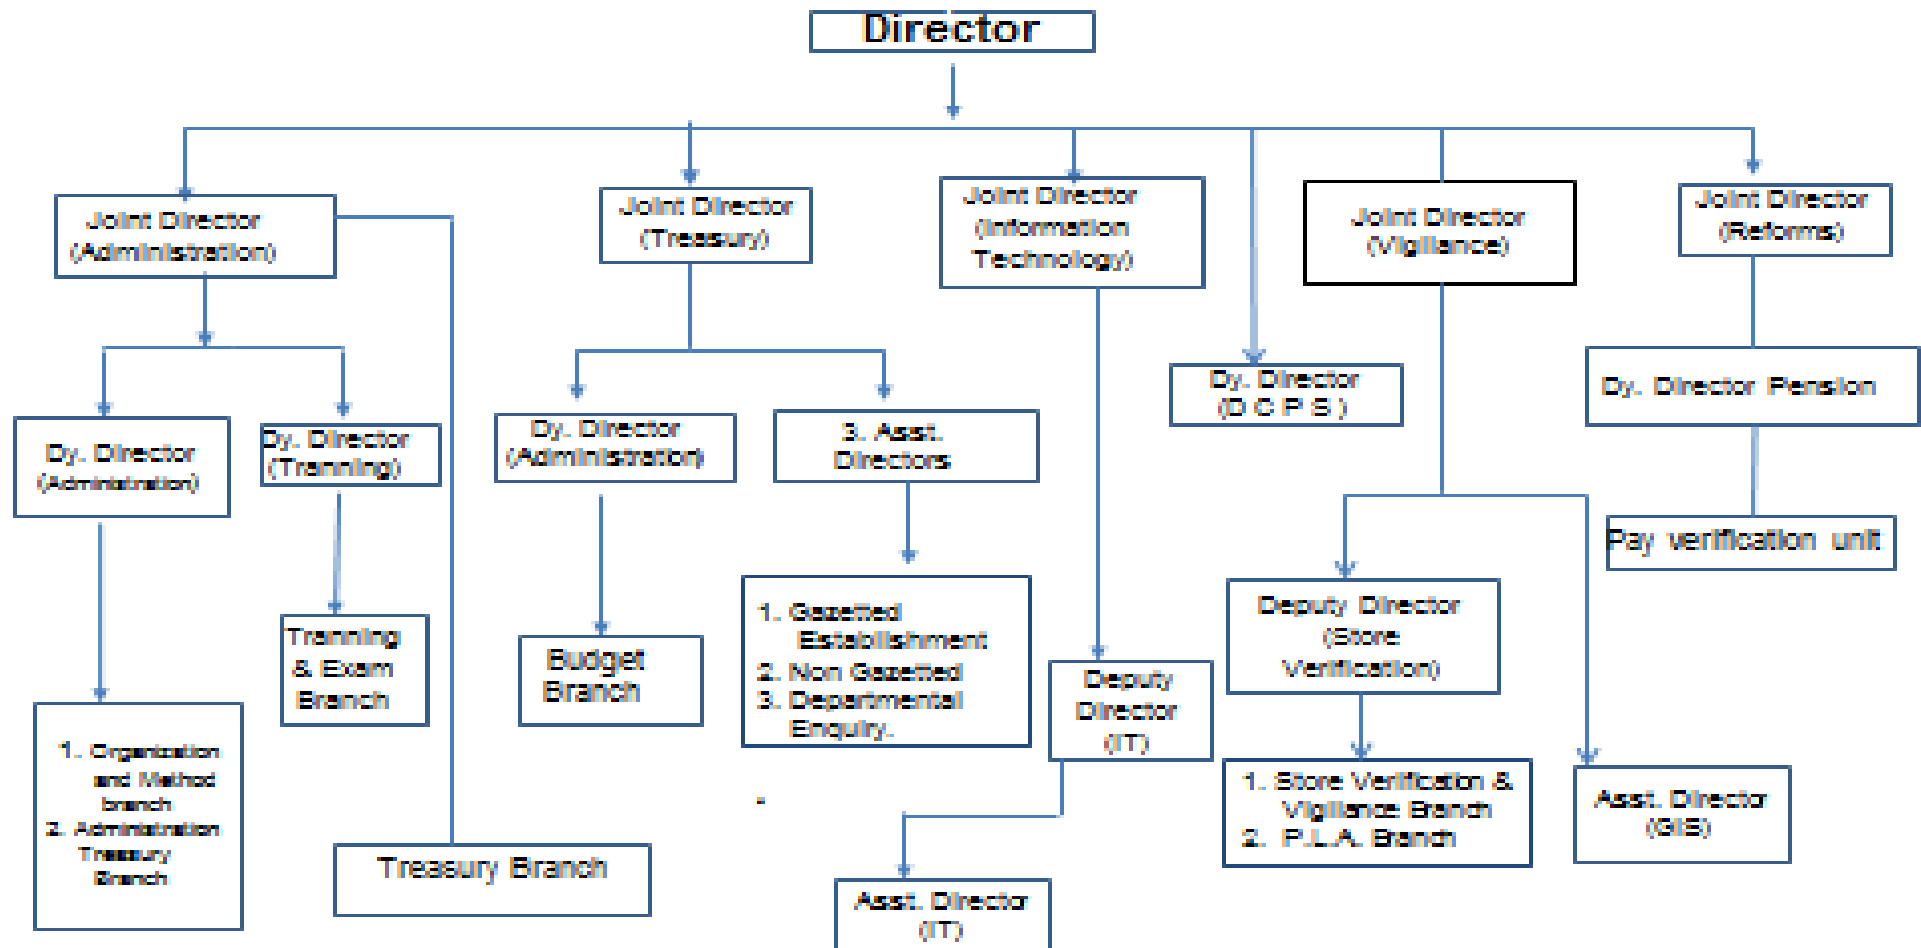 Director
Joint Director
(Administration)
Joint Director
(Treasury)
Joint Director
(Information
Technology)
Joint Director
(Vigilance)
Joint Director
(Reforms)
Dy. Director
(D C P S )
Dy. Director Pension
Dy. Director
(Administration)
Dy. Director
(Tranning)
Dy. Director
(Administration)
3. Asst.
Directors
Pay verification unit
1. Gazetted
Establishment
2. Non Gazetted
3. Departmental
Enquiry.
Deputy Director
(Store
Verification)
Tranning
& Exam
Branch
Budget
Branch
Deputy
Director
(IT)
1. Organization
and Method
branch
2. Administration
Treasury
Branch
1. Store Verification &
Vigilance Branch
2. P.L.A. Branch
Asst. Director
(GIS)
Treasury Branch
Asst. Director
(IT)